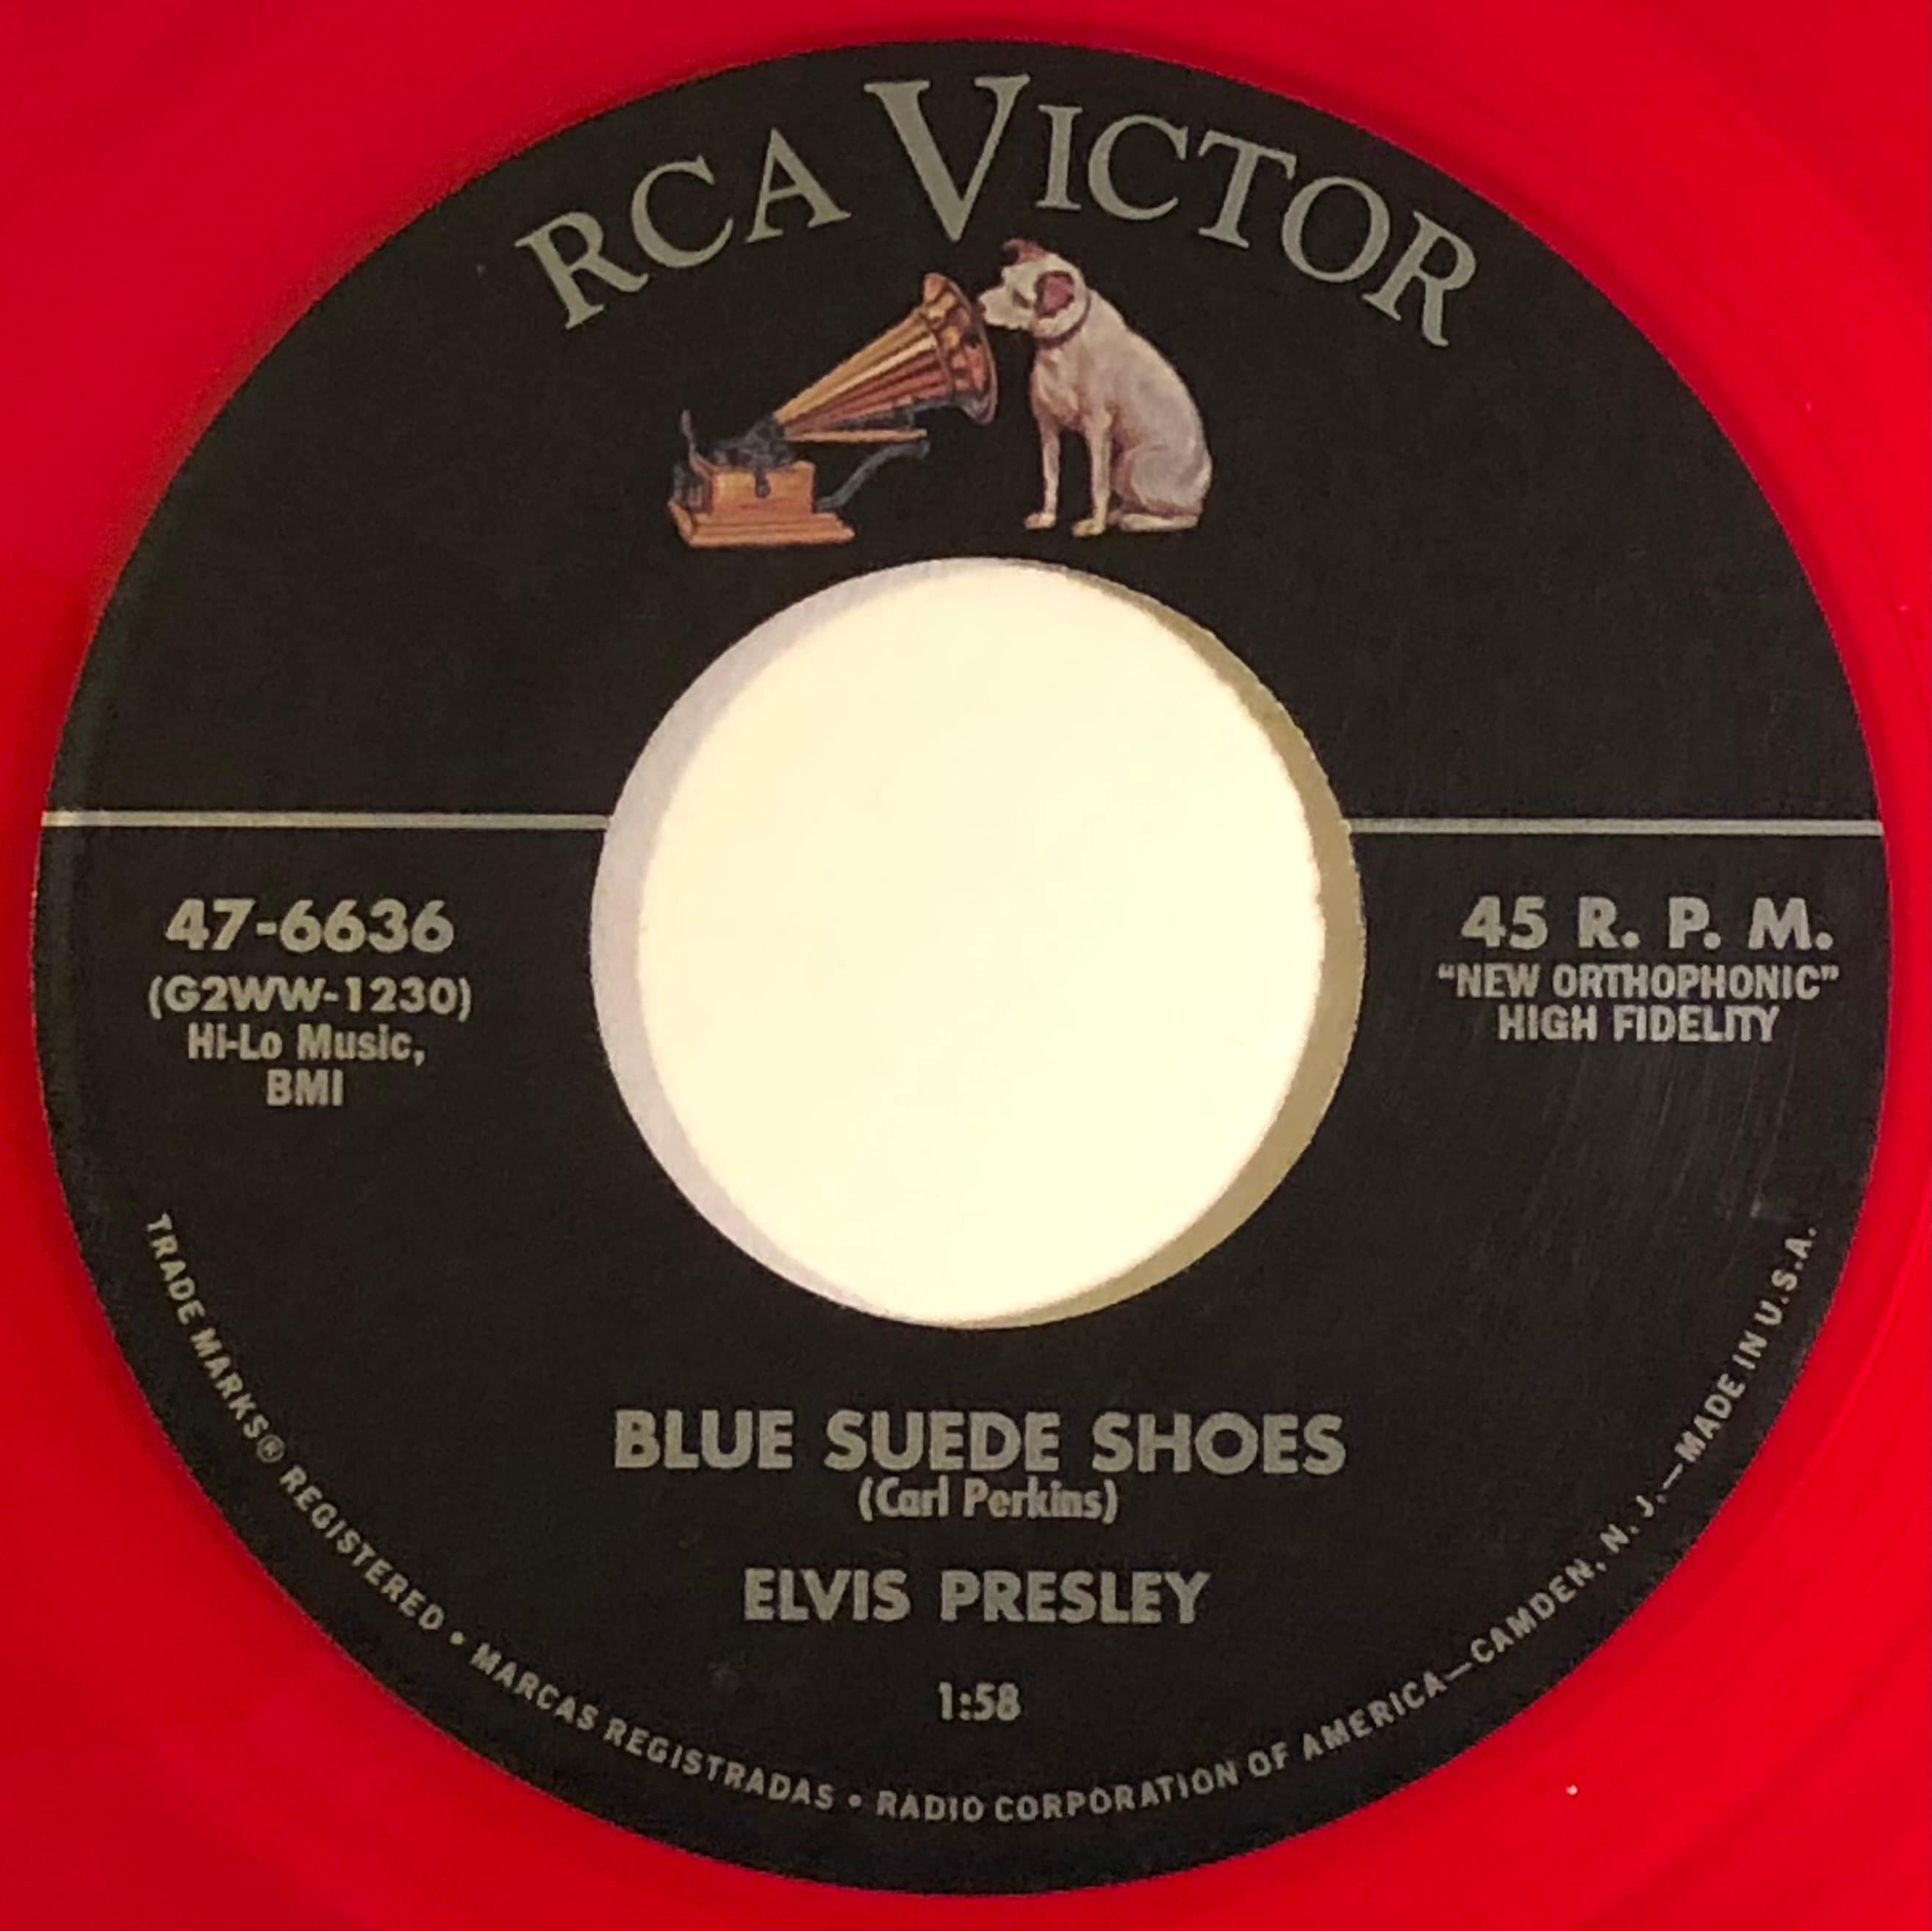 RCA VICTOR
47-6636
(G2WW-1230)
Hi-Lo Music,
BMI
45 R. P. M.
“NEW ORTHOPHONIC”
HIGH FIDELITY
BLUE SUEDE SHOES
(Carl Perkins)
ELVIS PRESLEY
1:58
TRADE MARKS® REGISTERED • MARCAS REGISTRADAS • RADIO CORPORATION OF AMERICA—CAMDEN, N. J.—MADE IN U.S.A.